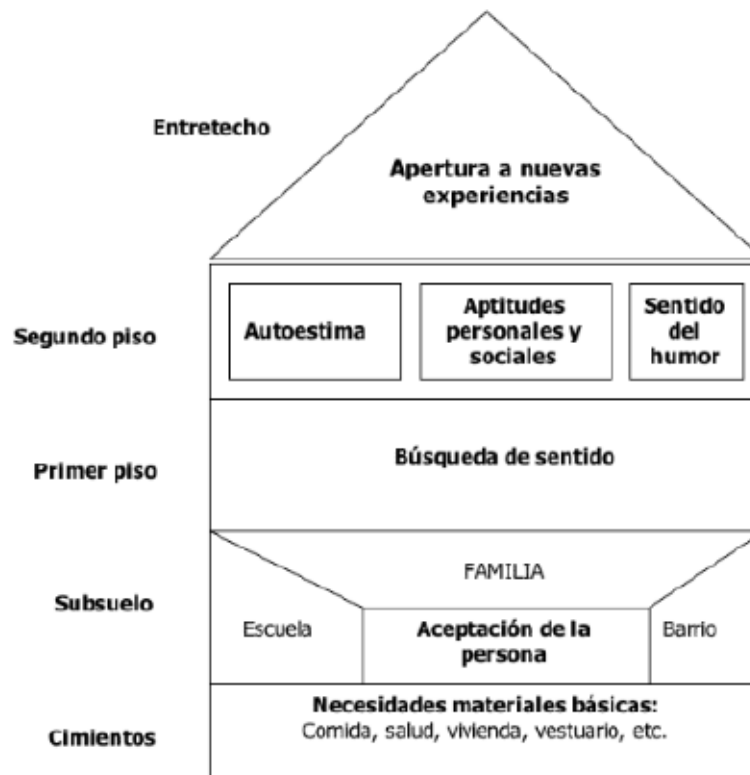 Entretecho
Apertura a nuevas
experiencias
Segundo piso
Autoestima
Aptitudes
personales y
sociales
Sentido
del
humor
Primer piso
Búsqueda de sentido
Subsuelo
FAMILIA
Escuela
Aceptación de la
persona
Barrio
Cimientos
Necesidades materiales básicas:
Comida, salud, vivienda, vestuario, etc.